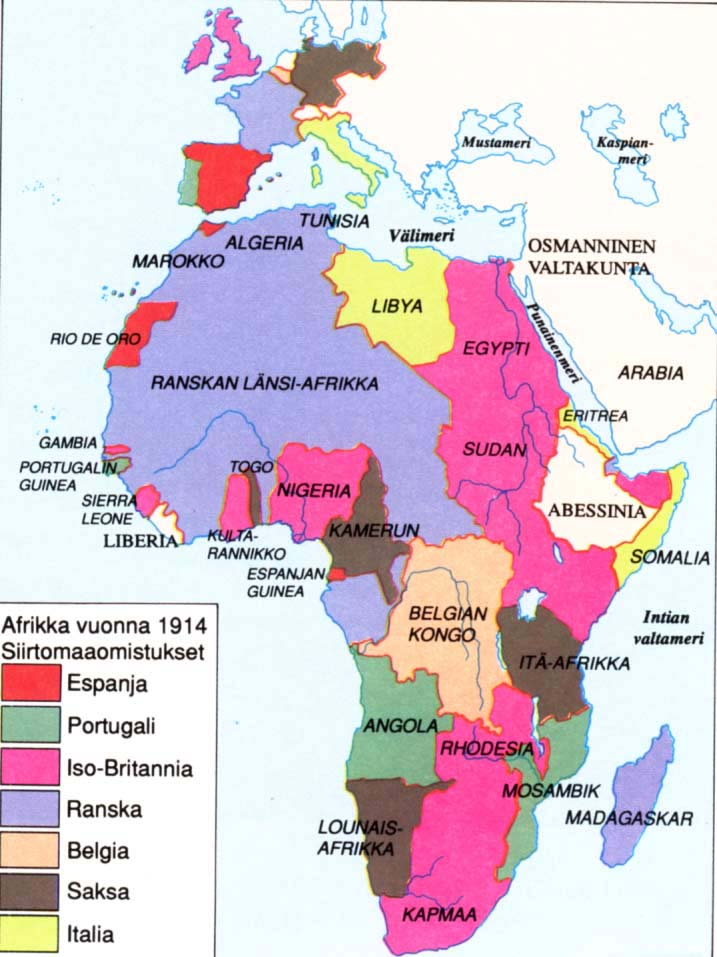 Mustameri
Kaspian-
meri
TUNISIA
Välimeri
ALGERIA
MAROKKO
OSMANNINEN
VALTAKUNTA
LIBYA
Punainenmeri
RIO DE ORO
EGYPTI
RANSKAN LÄNSI-AFRIKKA
ARABIA
ERITREA
GAMBIA
SUDAN
PORTUGALIN
GUINEA
TOGO
NIGERIA
SIERRA
LEONE
ABESSINIA
LIBERIA
KULTA-
RANNIKKO
KAMERUN
SOMALIA
ESPANJAN
GUINEA
BELGIAN
KONGO
Intian
valtameri
ITÄ-AFRIKKA
ANGOLA
RHODESIA
MOSAMBIK
MADAGASKAR
LOUNAIS-
AFRIKKA
KAPMAA
Afrikka vuonna 1914
Siirtomaaomistukset
Espanja
Portugali
Iso-Britannia
Ranska
Belgia
Saksa
Italia